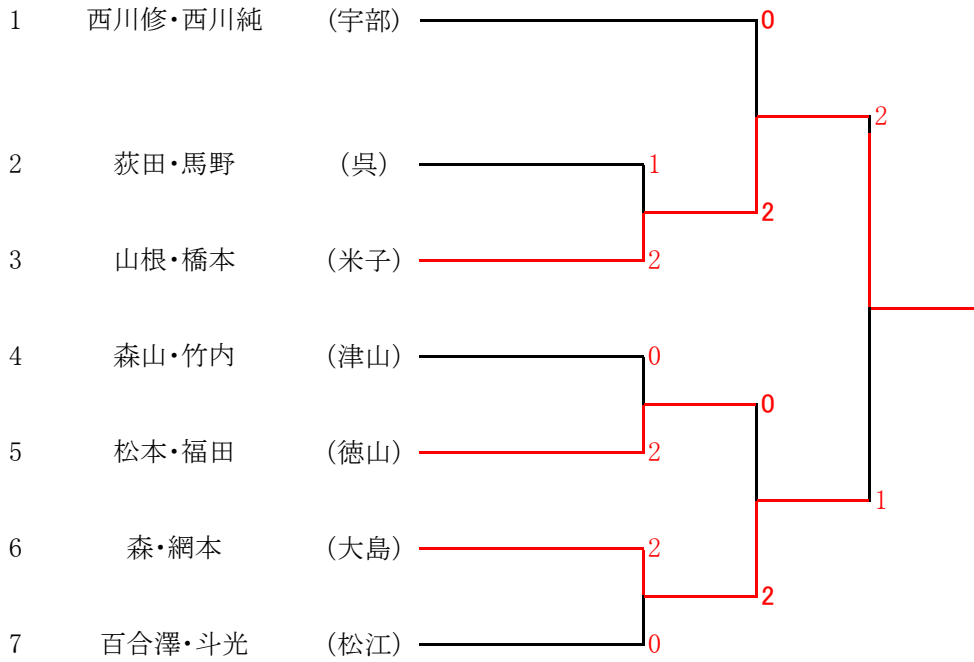 1 西川修・西川純 (宇部) 0
2
2 荻田・馬野 (呉) 1
2
3 山根・橋本 (米子) 2
4 森山・竹内 (津山) 0
0
5 松本・福田 (徳山) 2
1
6 森・網本 (大島) 2
2
7 百合澤・斗光 (松江) 0